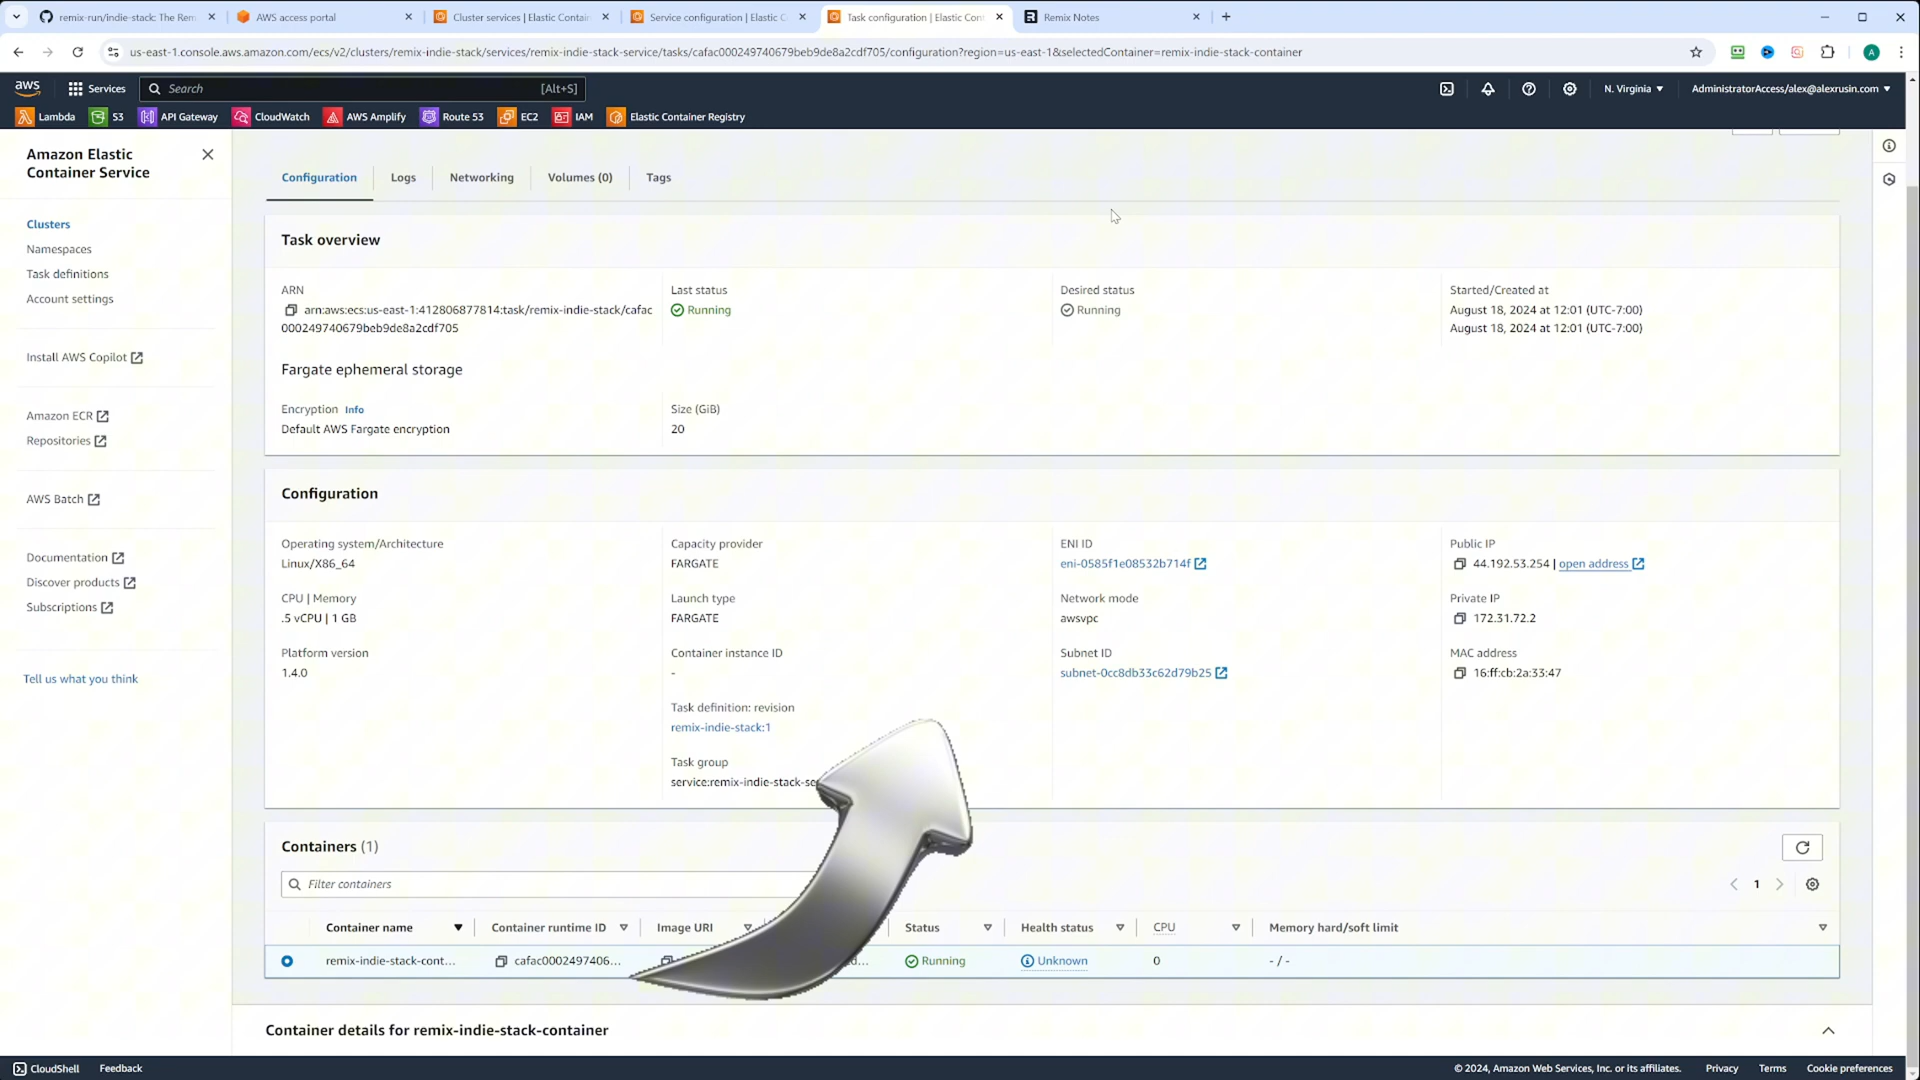 remix-run/indie-stack: The Rem
AWS access portal
Cluster services | Elastic Contain
Service configuration | Elastic C
Task configuration | Elastic Cont
Remix Notes
us-east-1.console.aws.amazon.com/ecs/v2/clusters/remix-indie-stack/services/remix-indie-stack-service/tasks/cafac000249740679beb9de8a2cdf705/configuration?region=us-east-1&selectedContainer=remix-indie-stack-container
A
aws
Services
Search
[Alt+S]
N. Virginia
AdministratorAccess/alex@alexrusin.com
Lambda
S3
API Gateway
CloudWatch
AWS Amplify
Route 53
EC2
IAM
Elastic Container Registry
Amazon Elastic
Container Service
Clusters
Namespaces
Task definitions
Account settings
Install AWS Copilot
Amazon ECR
Repositories
AWS Batch
Documentation
Discover products
Subscriptions
Tell us what you think
Configuration
Logs
Networking
Volumes (0)
Tags
Task overview
ARN
arn:aws:ecs:us-east-1:412806877814:task/remix-indie-stack/cafac
000249740679beb9de8a2cdf705
Last status
Running
Desired status
Running
Started/Created at
August 18, 2024 at 12:01 (UTC-7:00)
August 18, 2024 at 12:01 (UTC-7:00)
Fargate ephemeral storage
Encryption Info
Default AWS Fargate encryption
Size (GiB)
20
Configuration
Operating system/Architecture
Linux/X86_64
CPU | Memory
.5 vCPU | 1 GB
Platform version
1.4.0
Capacity provider
FARGATE
Launch type
FARGATE
Container instance ID
-
Task definition: revision
remix-indie-stack:1
Task group
service:remix-indie-stack-se
ENI ID
eni-0585f1e08532b714f
Network mode
awsvpc
Subnet ID
subnet-0cc8db33c62d79b25
Public IP
44.192.53.254 | open address
Private IP
172.31.72.2
MAC address
16:ff:cb:2a:33:47
Containers (1)
Filter containers
1
Container name
Container runtime ID
Image URI
Status
Health status
CPU
Memory hard/soft limit
remix-indie-stack-cont...
cafac0002497406...
Running
Unknown
0
- / -
Container details for remix-indie-stack-container
CloudShell
Feedback
© 2024, Amazon Web Services, Inc. or its affiliates.
Privacy
Terms
Cookie preferences